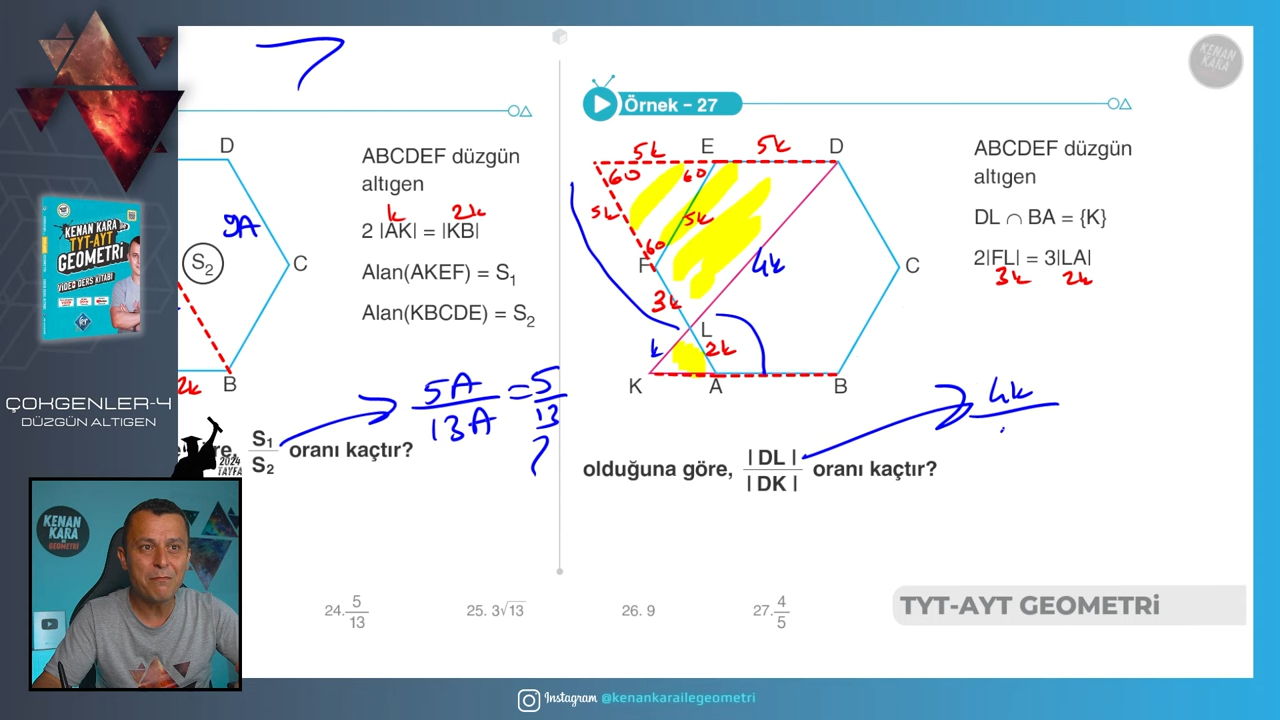 KENAN
KARA
Örnek – 27
D
9A
S2
C
2k
B
ABCDEF düzgün
altıgen
k 2k
2 |AK| = |KB|
Alan(AKEF) = S1
Alan(KBCDE) = S2
5A/13A = 5/13
?
S1/S2 oranı kaçtır?
5k E 5k D
60 60
5k 5k
60
F
4k
C
3k
L
k 2k
K A B
ABCDEF düzgün
altıgen
DL ∩ BA = {K}
2|FL| = 3|LA|
3k 2k
4k
olduğuna göre, |DL|/|DK| oranı kaçtır?
KENAN KARA
TYT-AYT
GEOMETRİ
VİDEO DERS KİTABI
ÇOKGENLER-4
DÜZGÜN ALTIGEN
2024
TAYFA
KENAN
KARA
GEOMETRİ
24. 5/13
25. 3√13
26. 9
27. 4/5
TYT-AYT GEOMETRİ
Instagram @kenankarailegeometri